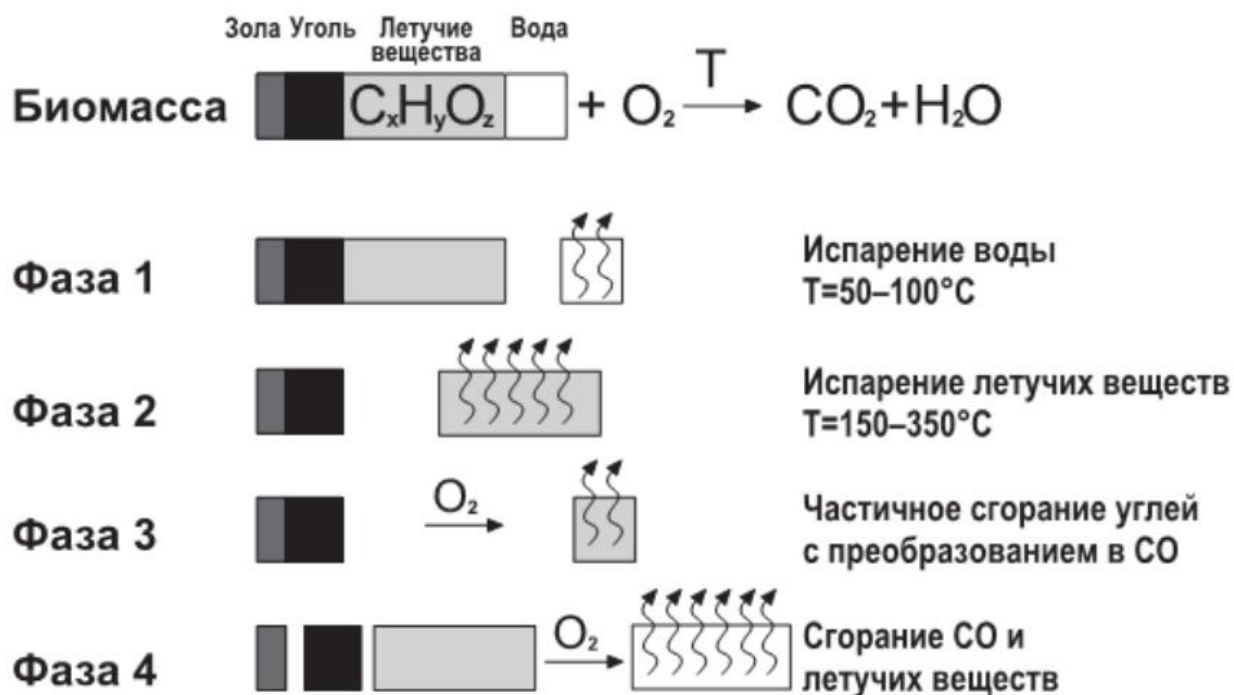 Зола Уголь Летучие вещества Вода
Биомасса CxHyOz + O₂ T CO₂+H₂O
Фаза 1
Испарение воды
T=50–100°C
Фаза 2
Испарение летучих веществ
T=150–350°C
Фаза 3
O₂
Частичное сгорание углей
с преобразованием в CO
Фаза 4
O₂
Сгорание CO и
летучих веществ